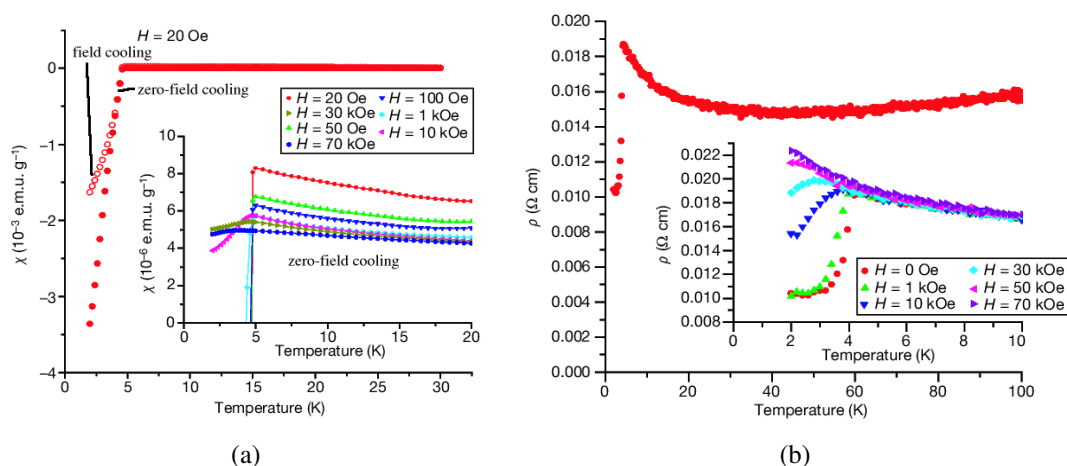 H = 20 Oe
field cooling
zero-field cooling
0
−1
−2
−3
−4
χ (10⁻³ e.m.u. g⁻¹)
0 5 10 15 20 25 30
Temperature (K)
H = 20 Oe
H = 100 Oe
H = 30 kOe
H = 1 kOe
H = 50 Oe
H = 10 kOe
H = 70 kOe
10
8
6
4
2
0
χ (10⁻⁶ e.m.u. g⁻¹)
zero-field cooling
0 5 10 15 20
Temperature (K)
(a)
0.020
0.018
0.016
0.014
0.012
0.010
0.008
0.006
0.004
0.002
0.000
ρ (Ω cm)
0 20 40 60 80 100
Temperature (K)
0.022
0.020
0.018
0.016
0.014
0.012
0.010
0.008
ρ (Ω cm)
H = 0 Oe
H = 30 kOe
H = 1 kOe
H = 50 kOe
H = 10 kOe
H = 70 kOe
0 2 4 6 8 10
Temperature (K)
(b)